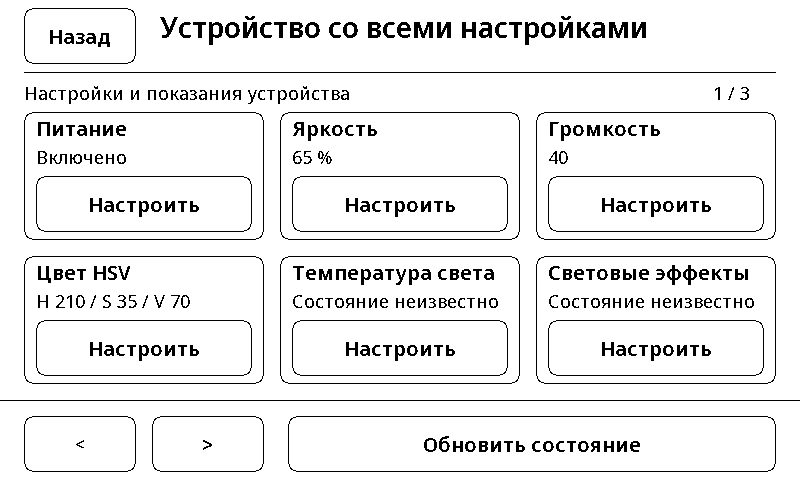 Назад
Устройство со всеми настройками
Настройки и показания устройства
1 / 3
Питание
Включено
Настроить
Яркость
65 %
Настроить
Громкость
40
Настроить
Цвет HSV
H 210 / S 35 / V 70
Настроить
Температура света
Состояние неизвестно
Настроить
Световые эффекты
Состояние неизвестно
Настроить
<
>
Обновить состояние